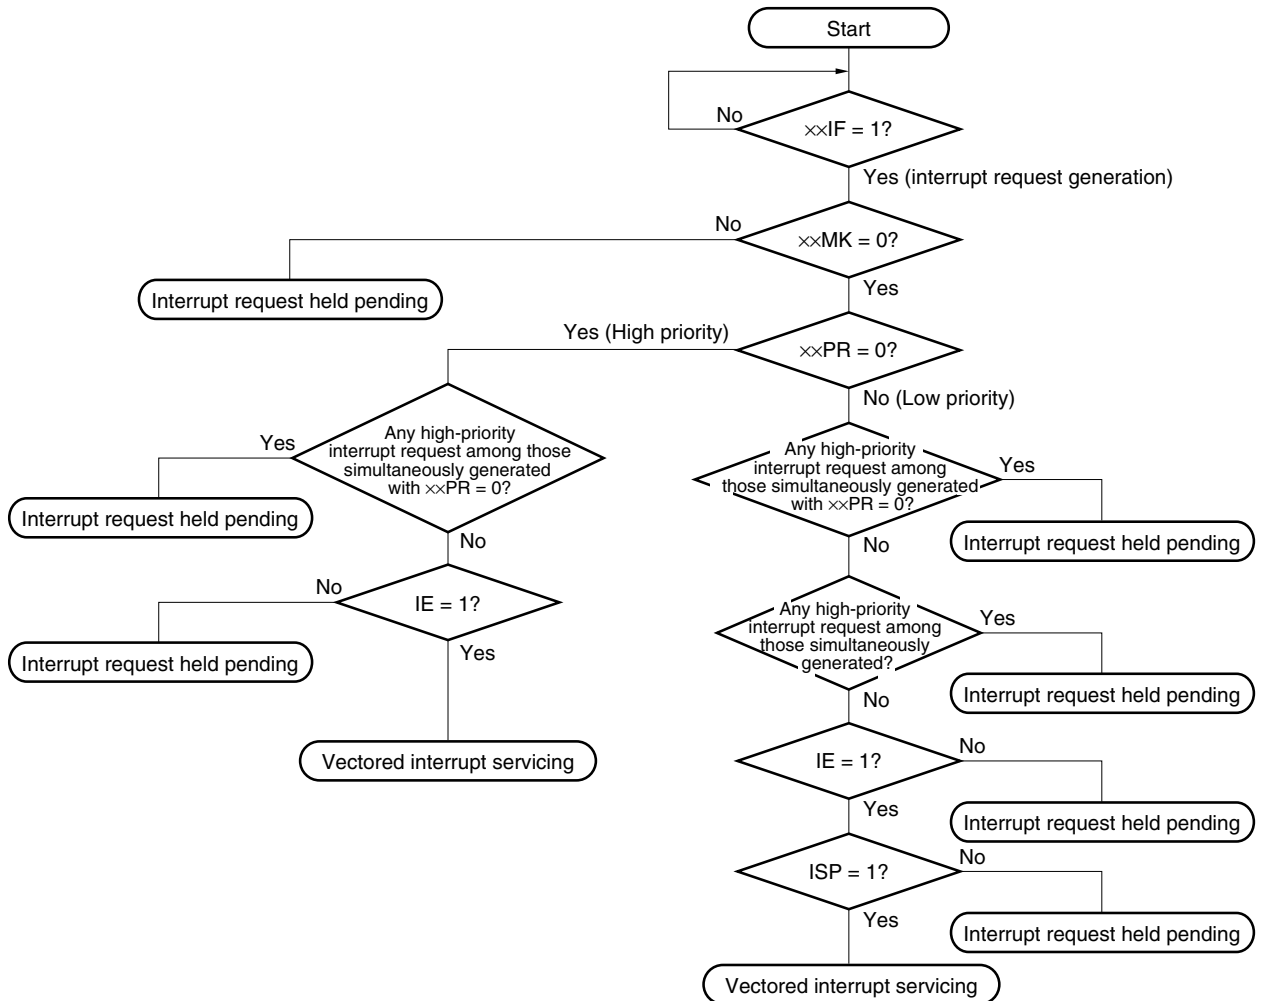 Start
No
××IF = 1?
Yes (interrupt request generation)
No
××MK = 0?
Interrupt request held pending
Yes
Yes (High priority)
××PR = 0?
No (Low priority)
Yes
Any high-priority
interrupt request among those
simultaneously generated
with ××PR = 0?
Any high-priority
interrupt request among
those simultaneously generated
with ××PR = 0?
Yes
Interrupt request held pending
Interrupt request held pending
No
No
No
IE = 1?
Any high-priority
interrupt request among
those simultaneously
generated?
Yes
Interrupt request held pending
Yes
Interrupt request held pending
No
Vectored interrupt servicing
IE = 1?
No
Yes
Interrupt request held pending
ISP = 1?
No
Yes
Interrupt request held pending
Vectored interrupt servicing